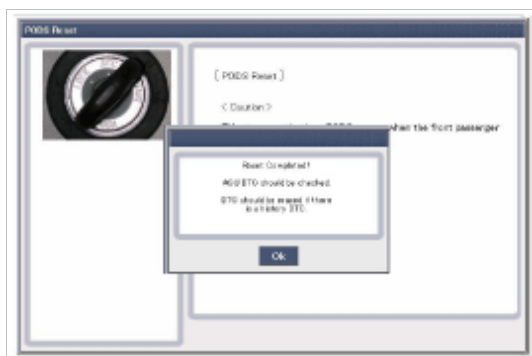 PODS Reset
[ PODS Reset ]
< Caution >
when the front passenger
Reset Completed!
DTC should be checked.
DTC should be erased if there
is a history DTC.
Ok